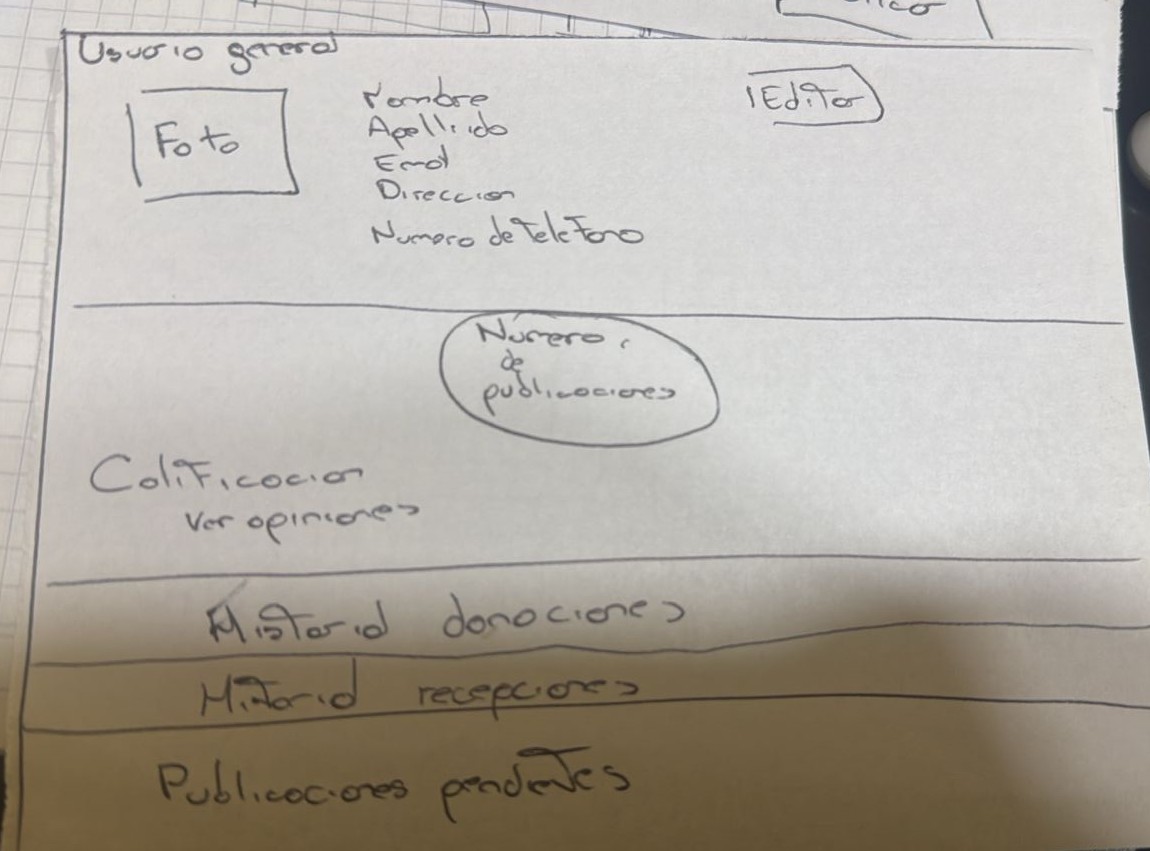 Usuario general
Foto
Nombre
Apellido
Email
Direccion
Numero de telefono
Editar
Número
de
publicaciones
Calificacion
Ver opiniones
Historial donaciones
Historial recepciones
Publicaciones pendientes